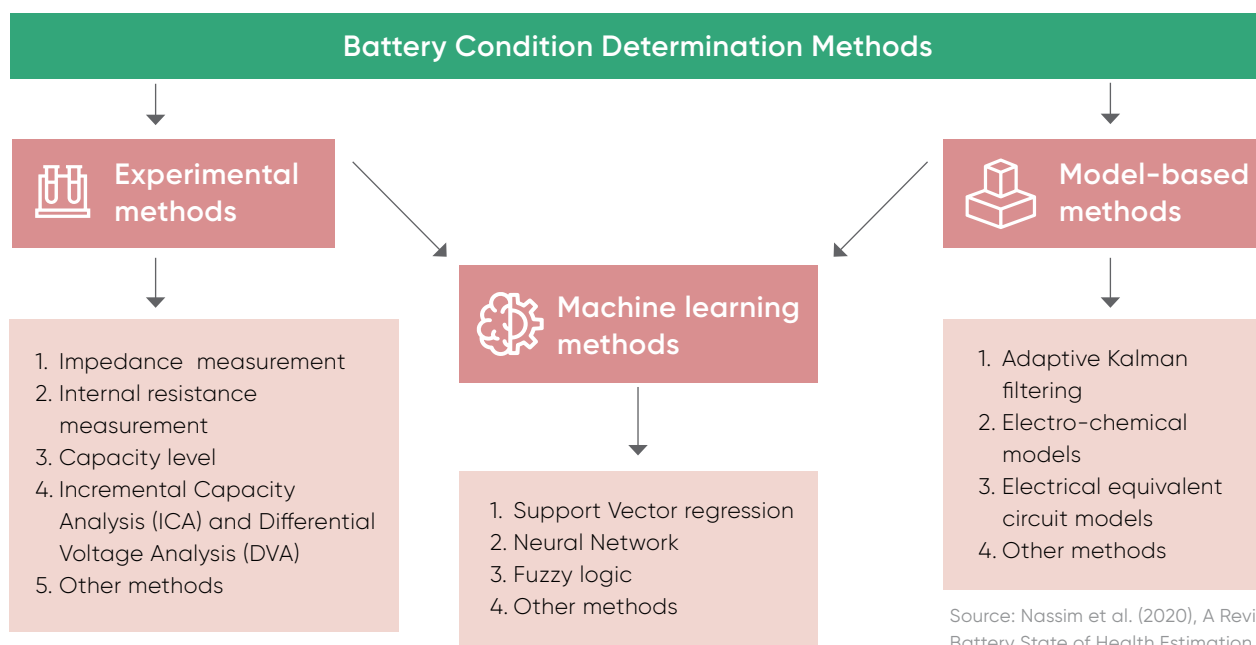 Battery Condition Determination Methods
Experimental
methods
1. Impedance measurement
2. Internal resistance
measurement
3. Capacity level
4. Incremental Capacity
Analysis (ICA) and Differential
Voltage Analysis (DVA)
5. Other methods
Machine learning
methods
1. Support Vector regression
2. Neural Network
3. Fuzzy logic
4. Other methods
Model-based
methods
1. Adaptive Kalman
filtering
2. Electro-chemical
models
3. Electrical equivalent
circuit models
4. Other methods
Source: Nassim et al. (2020), A Revi
Battery State of Health Estimation